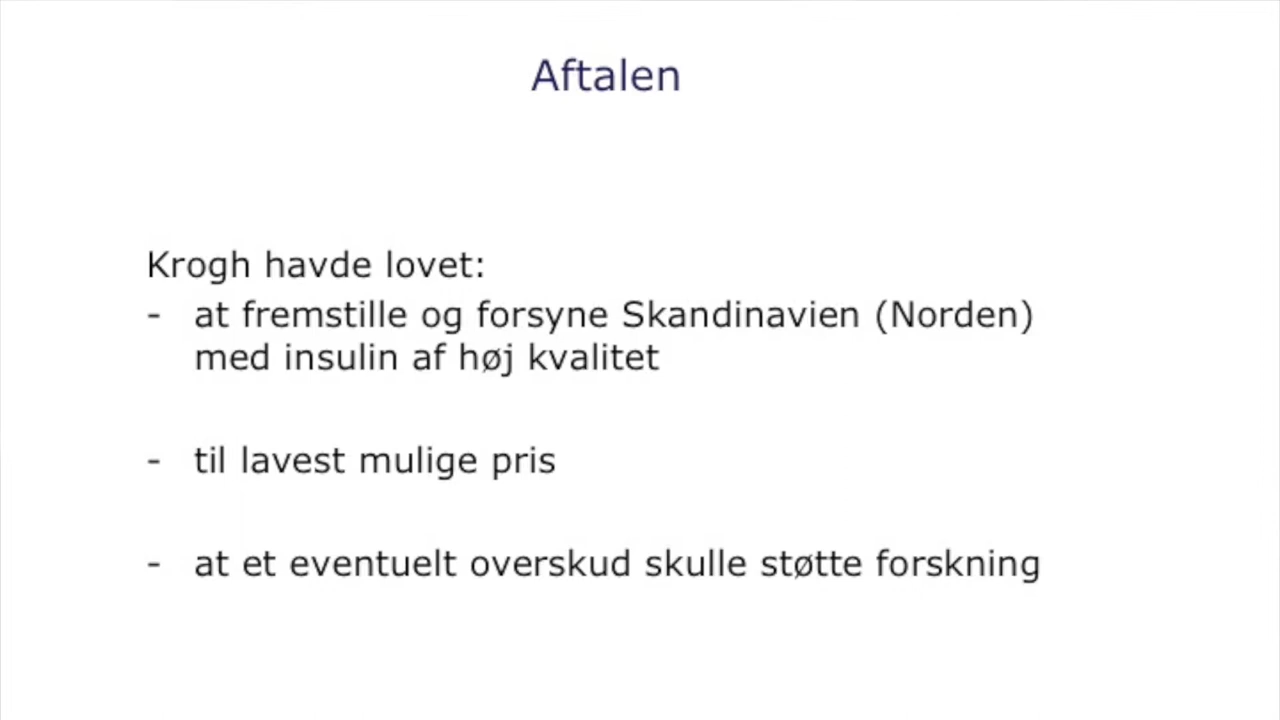 Aftalen
Krogh havde lovet:
- at fremstille og forsyne Skandinavien (Norden)
med insulin af høj kvalitet
- til lavest mulige pris
- at et eventuelt overskud skulle støtte forskning